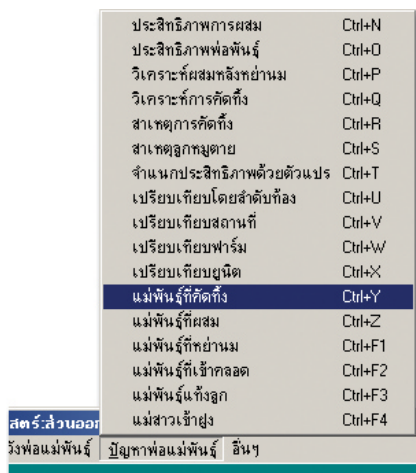 ประสิทธิภาพการผสม Ctrl+N
ประสิทธิภาพพ่อพันธุ์ Ctrl+O
วิเคราะห์ผสมหลังหย่านม Ctrl+P
วิเคราะห์การคัดทิ้ง Ctrl+Q
สาเหตุการคัดทิ้ง Ctrl+R
สาเหตุลูกหมูตาย Ctrl+S
จำแนกประสิทธิภาพด้วยตัวแปร Ctrl+T
เปรียบเทียบโดยลำดับท้อง Ctrl+U
เปรียบเทียบสถานที่ Ctrl+V
เปรียบเทียบฟาร์ม Ctrl+W
เปรียบเทียบยูนิต Ctrl+X
แม่พันธุ์ที่คัดทิ้ง Ctrl+Y
แม่พันธุ์ที่ผสม Ctrl+Z
แม่พันธุ์ที่หย่านม Ctrl+F1
แม่พันธุ์ที่เข้าคลอด Ctrl+F2
แม่พันธุ์แท้งลูก Ctrl+F3
แม่สาวเข้าฝูง Ctrl+F4
สตร์:ส่วนออก
วังพ่อแม่พันธุ์ ปัญหาพ่อแม่พันธุ์ อื่นๆ